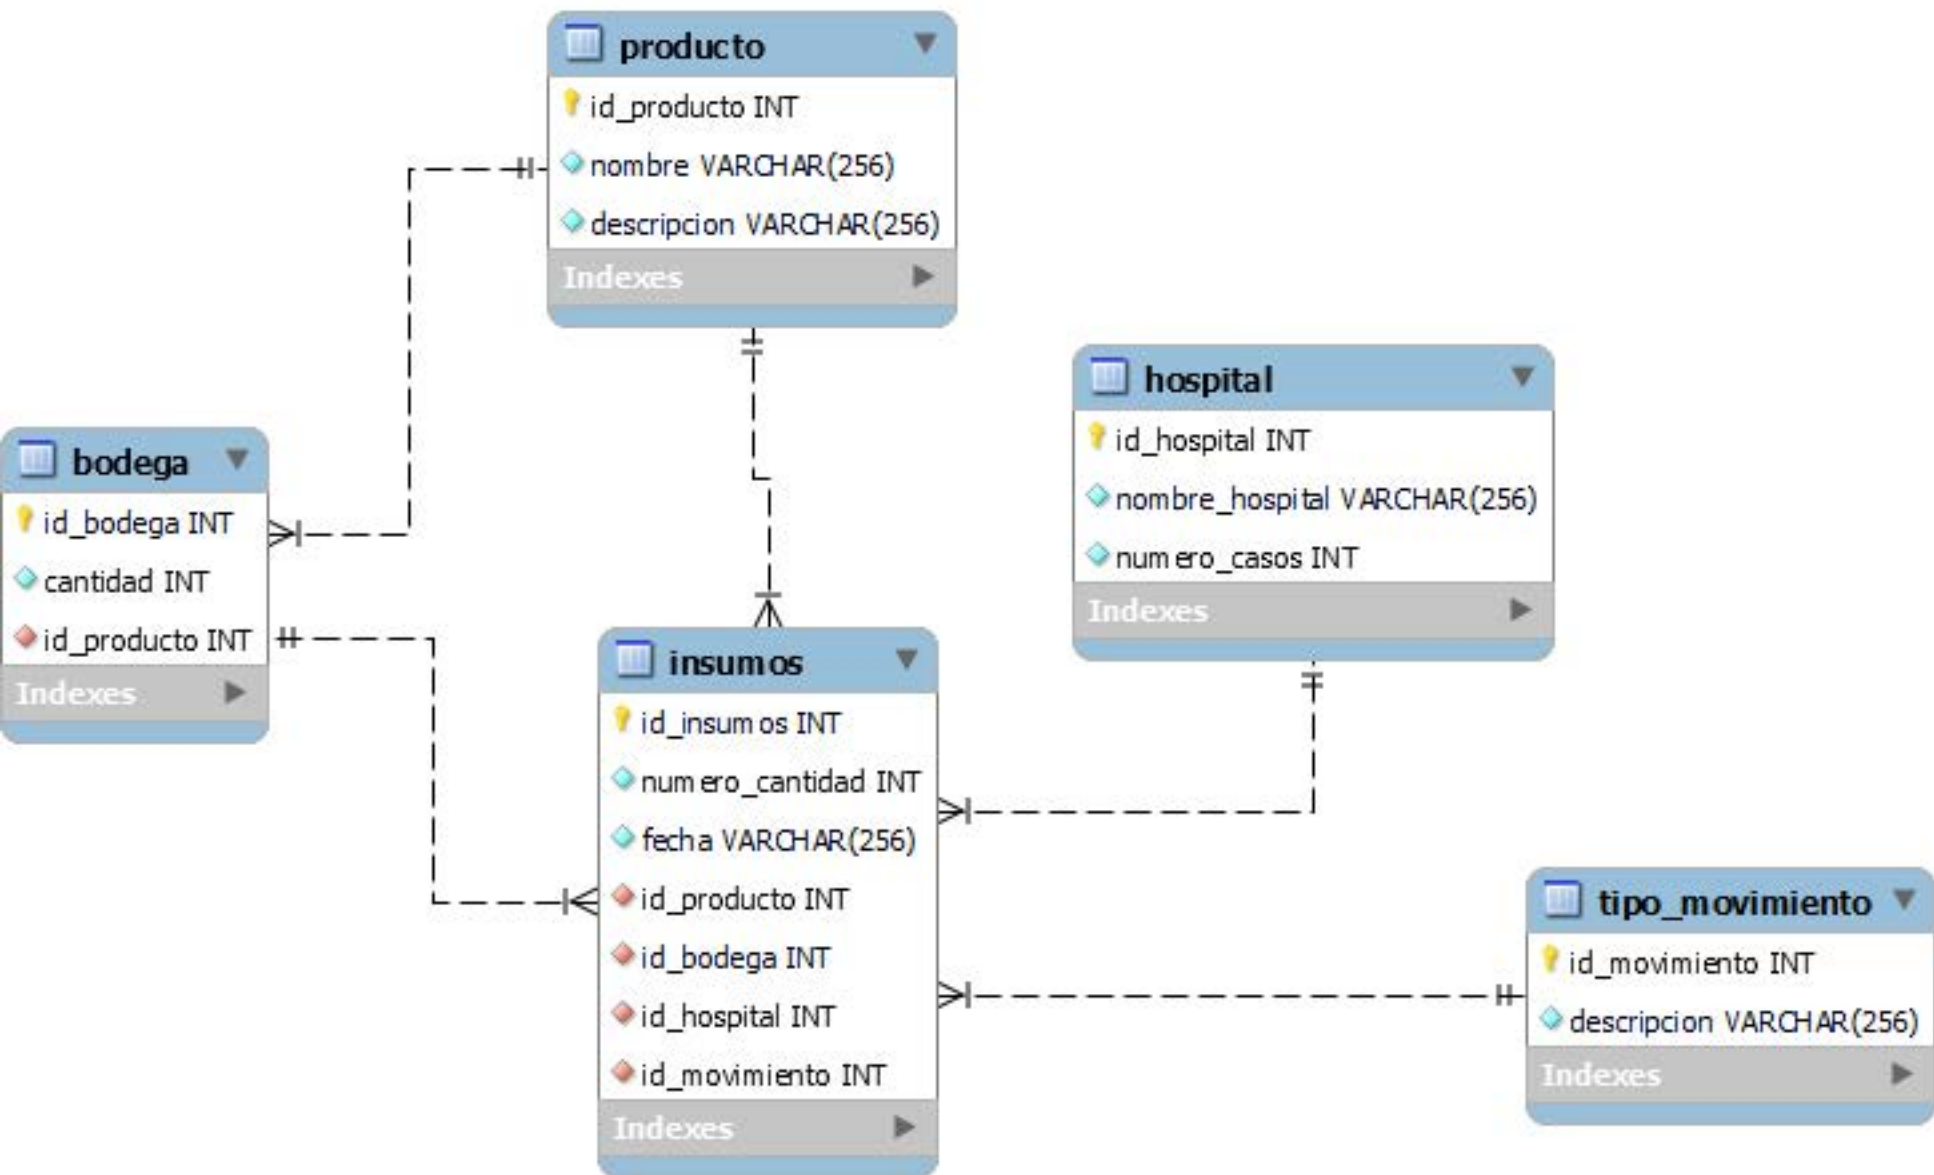 producto
id_producto INT
nombre VARCHAR(256)
descripcion VARCHAR(256)
Indexes
hospital
id_hospital INT
nombre_hospital VARCHAR(256)
numero_casos INT
Indexes
bodega
id_bodega INT
cantidad INT
id_producto INT
Indexes
insumos
id_insumos INT
numero_cantidad INT
fecha VARCHAR(256)
id_producto INT
id_bodega INT
id_hospital INT
id_movimiento INT
Indexes
tipo_movimiento
id_movimiento INT
descripcion VARCHAR(256)
Indexes